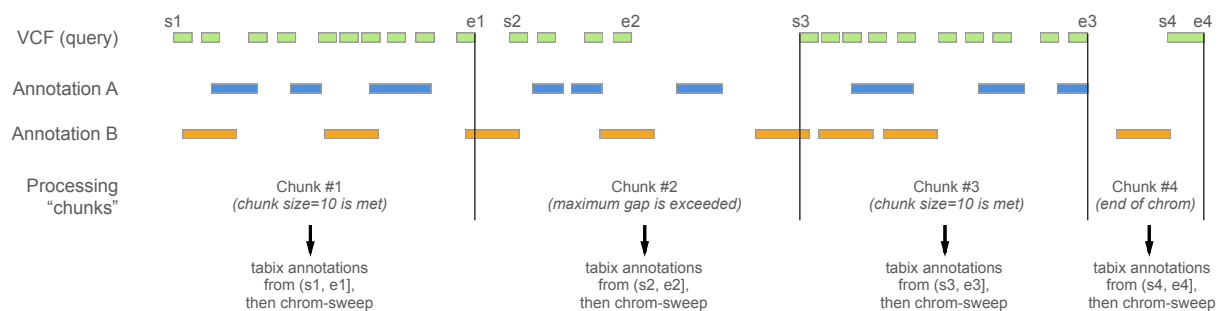 s1 e1 s2 e2 s3 e3 s4 e4
VCF (query)
Annotation A
Annotation B
Processing
“chunks”
Chunk #1
(chunk size=10 is met)
Chunk #2
(maximum gap is exceeded)
Chunk #3
(chunk size=10 is met)
Chunk #4
(end of chrom)
tabix annotations
from (s1, e1],
then chrom-sweep
tabix annotations
from (s2, e2],
then chrom-sweep
tabix annotations
from (s3, e3],
then chrom-sweep
tabix annotations
from (s4, e4],
then chrom-sweep